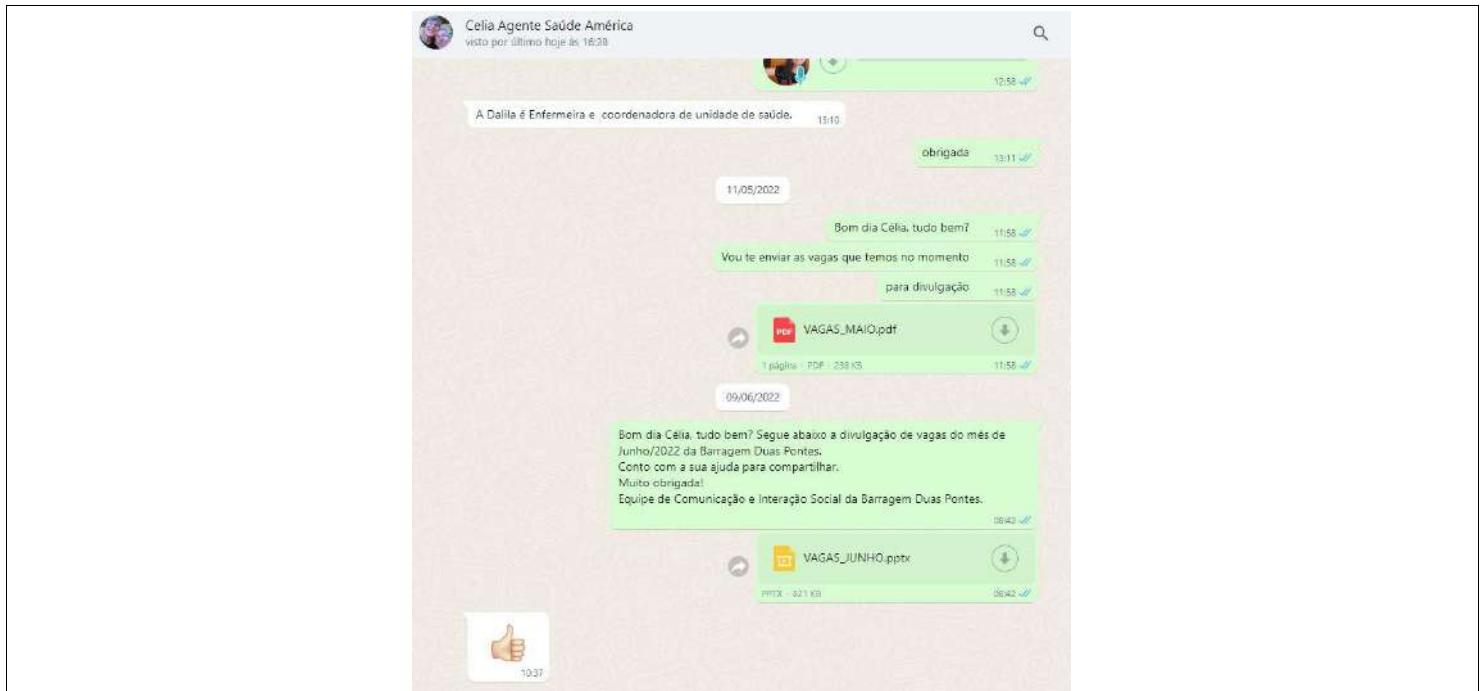 Celia Agente Saúde América
visto por último hoje às 16:28
12:58
A Dalila é Enfermeira e coordenadora de unidade de saúde.
13:10
obrigada
13:11
11/05/2022
Bom dia Célia, tudo bem?
11:58
Vou te enviar as vagas que temos no momento
11:58
para divulgação
11:58
PDF
VAGAS_MAIO.pdf
1 página - PDF - 238 KB
11:58
09/06/2022
Bom dia Célia, tudo bem? Segue abaixo a divulgação de vagas do mês de
Junho/2022 da Barragem Duas Pontes.
Conto com a sua ajuda para compartilhar.
Muito obrigada!
Equipe de Comunicação e Interação Social da Barragem Duas Pontes.
08:42
VAGAS_JUNHO.pptx
PPTX - 821 KB
08:42
10:37